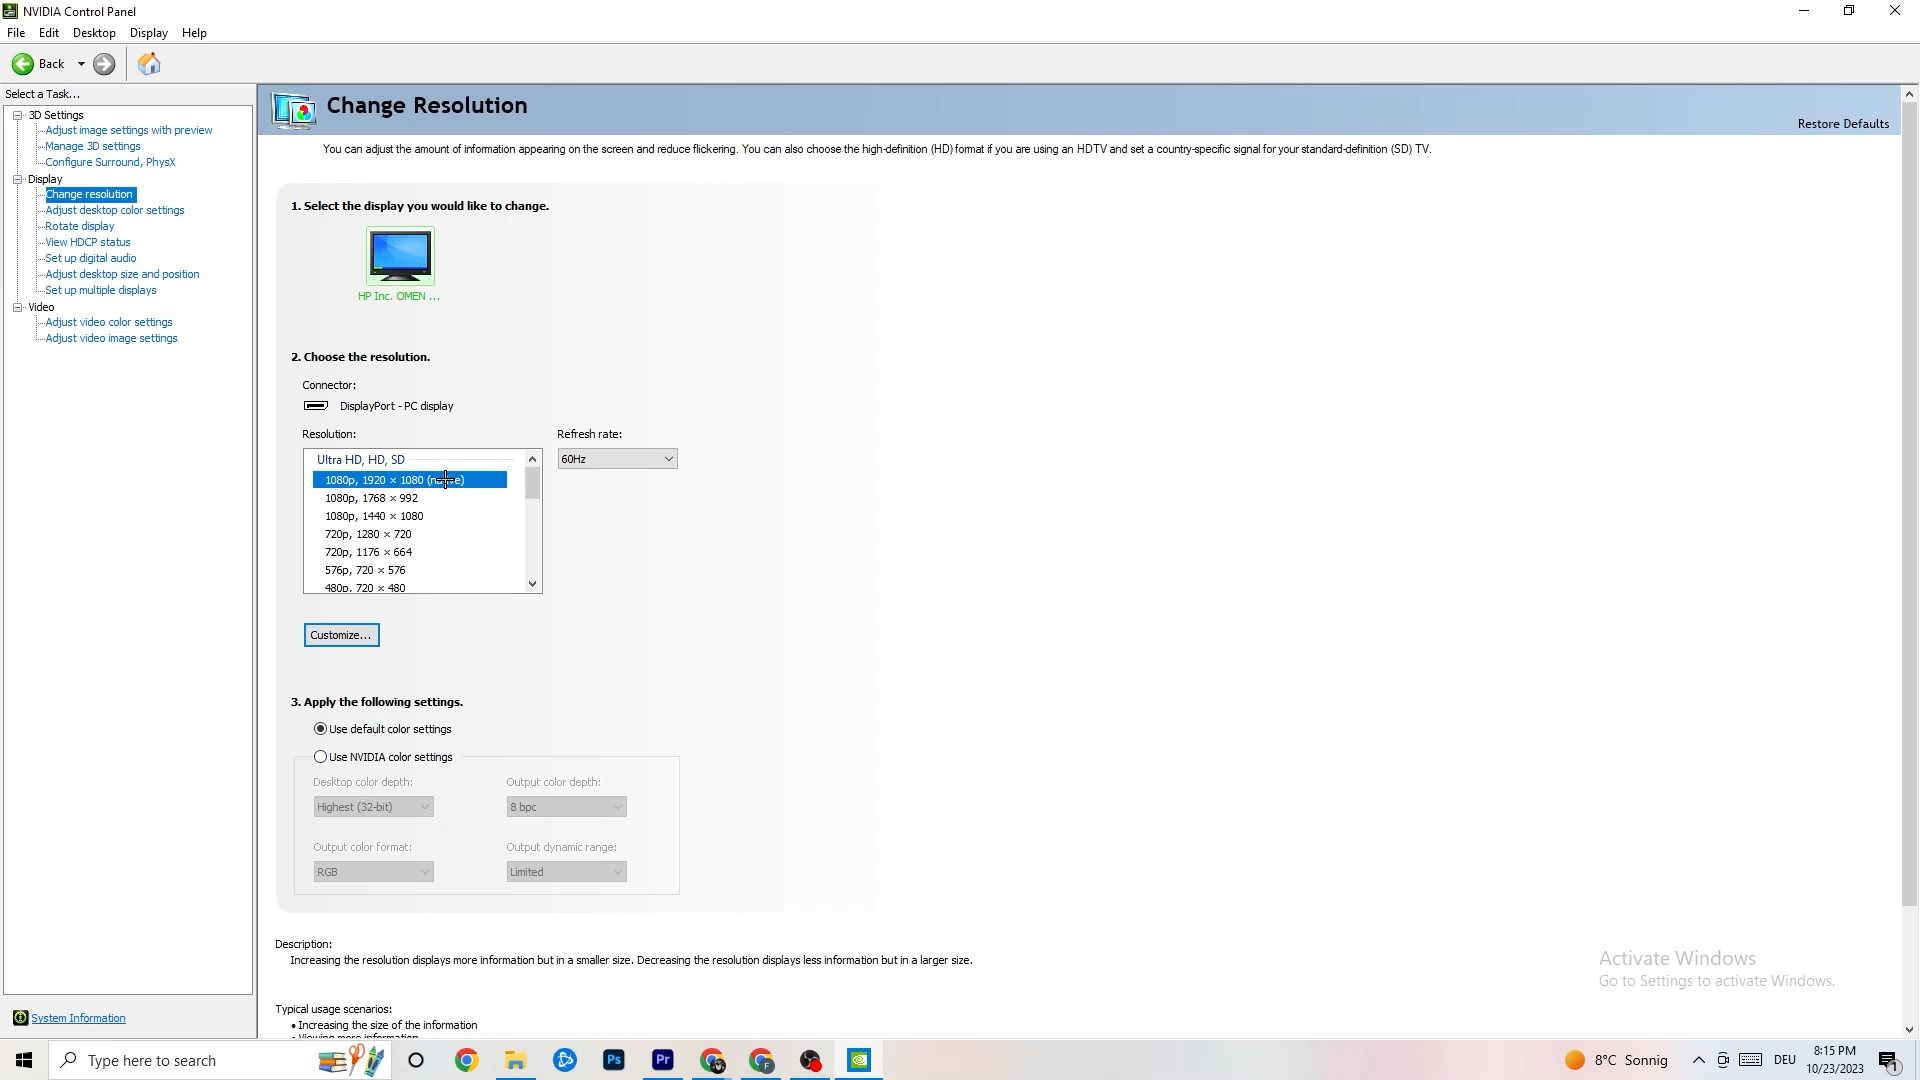 NVIDIA Control Panel
File Edit Desktop Display Help
Back
Select a Task...
3D Settings
Adjust image settings with preview
Manage 3D settings
Configure Surround, PhysX
Display
Change resolution
Adjust desktop color settings
Rotate display
View HDCP status
Set up digital audio
Adjust desktop size and position
Set up multiple displays
Video
Adjust video color settings
Adjust video image settings
System Information
Change Resolution
Restore Defaults
You can adjust the amount of information appearing on the screen and reduce flickering. You can also choose the high-definition (HD) format if you are using an HDTV and set a country-specific signal for your standard-definition (SD) TV.
1. Select the display you would like to change.
HP Inc. OMEN ...
2. Choose the resolution.
Connector:
DisplayPort - PC display
Resolution:
Refresh rate:
Ultra HD, HD, SD
60Hz
1080p, 1920 × 1080 (native)
1080p, 1768 × 992
1080p, 1440 × 1080
720p, 1280 × 720
720p, 1176 × 664
576p, 720 × 576
480p, 720 × 480
Customize...
3. Apply the following settings.
Use default color settings
Use NVIDIA color settings
Desktop color depth:
Output color depth:
Highest (32-bit)
8 bpc
Output color format:
Output dynamic range:
RGB
Limited
Description:
Increasing the resolution displays more information but in a smaller size. Decreasing the resolution displays less information but in a larger size.
Typical usage scenarios:
• Increasing the size of the information
• Viewing more information
Activate Windows
Go to Settings to activate Windows.
Type here to search
Ps
Pr
F
8°C Sonnig
DEU
8:15 PM
10/23/2023
1